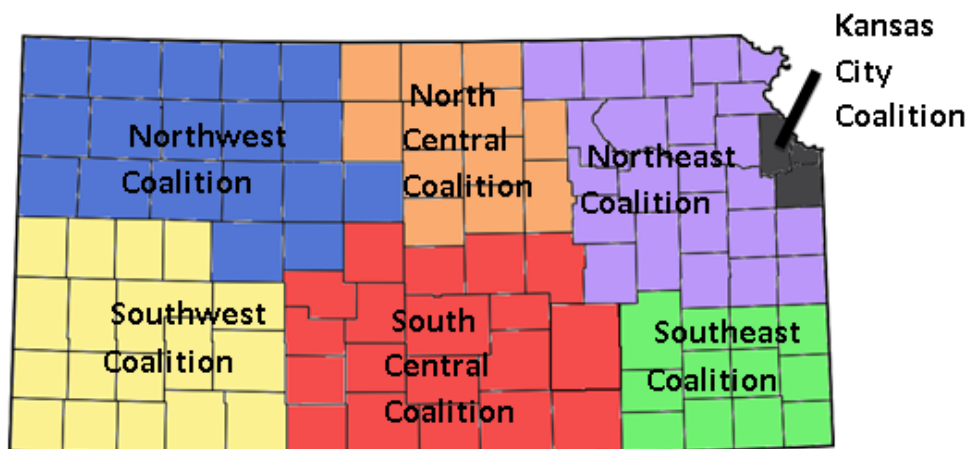 Kansas
City
Coalition
North
Central
Coalition
Northwest
Coalition
Northeast
Coalition
Southwest
Coalition
South
Central
Coalition
Southeast
Coalition